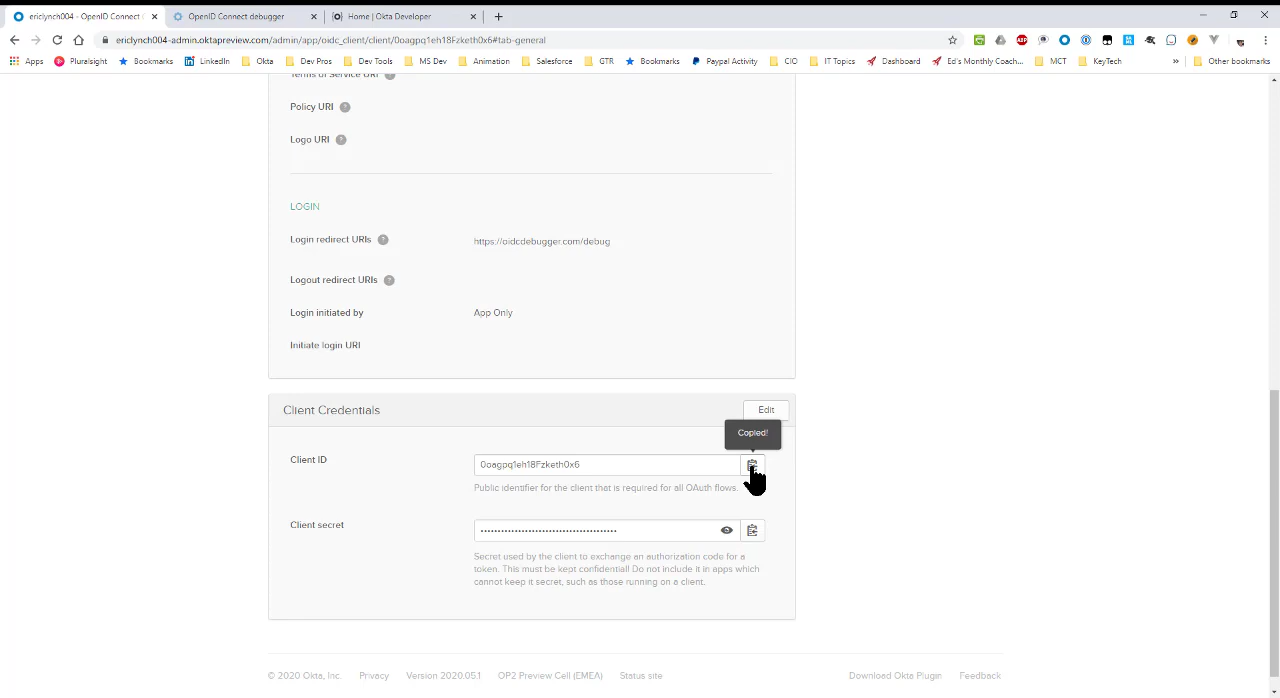 ericlynch004 - OpenID Connect
OpenID Connect debugger
Home | Okta Developer
ericlynch004-admin.oktapreview.com/admin/app/oidc_client/client/0oagpq1eh18Fzketh0x6#tab-general
Apps Pluralsight Bookmarks LinkedIn Okta Dev Pros Dev Tools MS Dev Animation Salesforce GTR Bookmarks Paypal Activity CIO IT Topics Dashboard Ed's Monthly Coach... MCT KeyTech » Other bookmarks
Terms of Service URI ?
Policy URI ?
Logo URI ?
LOGIN
Login redirect URIs ? https://oidcdebugger.com/debug
Logout redirect URIs ?
Login initiated by App Only
Initiate login URI
Client Credentials Edit
Copied!
Client ID 0oagpq1eh18Fzketh0x6
Public identifier for the client that is required for all OAuth flows.
Client secret ••••••••••••••••••••••••••••••••••••••••
Secret used by the client to exchange an authorization code for a
token. This must be kept confidential! Do not include it in apps which
cannot keep it secret, such as those running on a client.
© 2020 Okta, Inc. Privacy Version 2020.05.1 OP2 Preview Cell (EMEA) Status site Download Okta Plugin Feedback